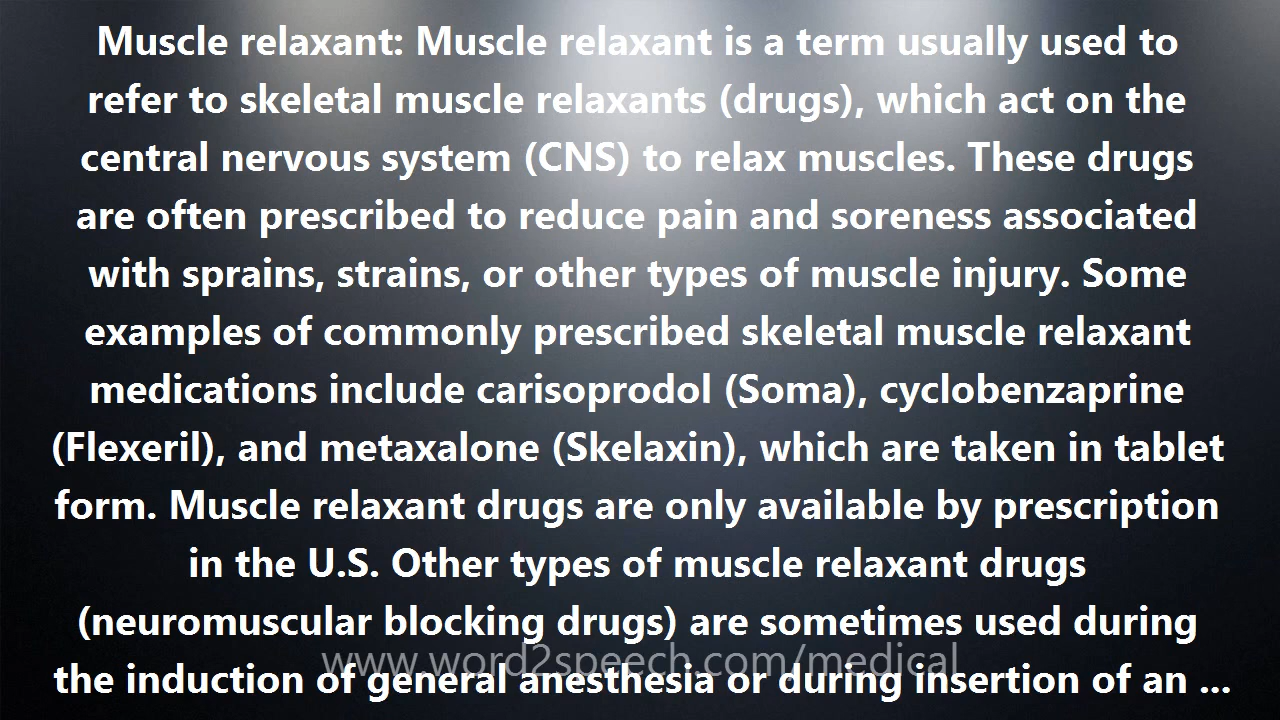 Muscle relaxant: Muscle relaxant is a term usually used to
refer to skeletal muscle relaxants (drugs), which act on the
central nervous system (CNS) to relax muscles. These drugs
are often prescribed to reduce pain and soreness associated
with sprains, strains, or other types of muscle injury. Some
examples of commonly prescribed skeletal muscle relaxant
medications include carisoprodol (Soma), cyclobenzaprine
(Flexeril), and metaxalone (Skelaxin), which are taken in tablet
form. Muscle relaxant drugs are only available by prescription
in the U.S. Other types of muscle relaxant drugs
(neuromuscular blocking drugs) are sometimes used during
www.word2speech.com/medical
the induction of general anesthesia or during insertion of an ...